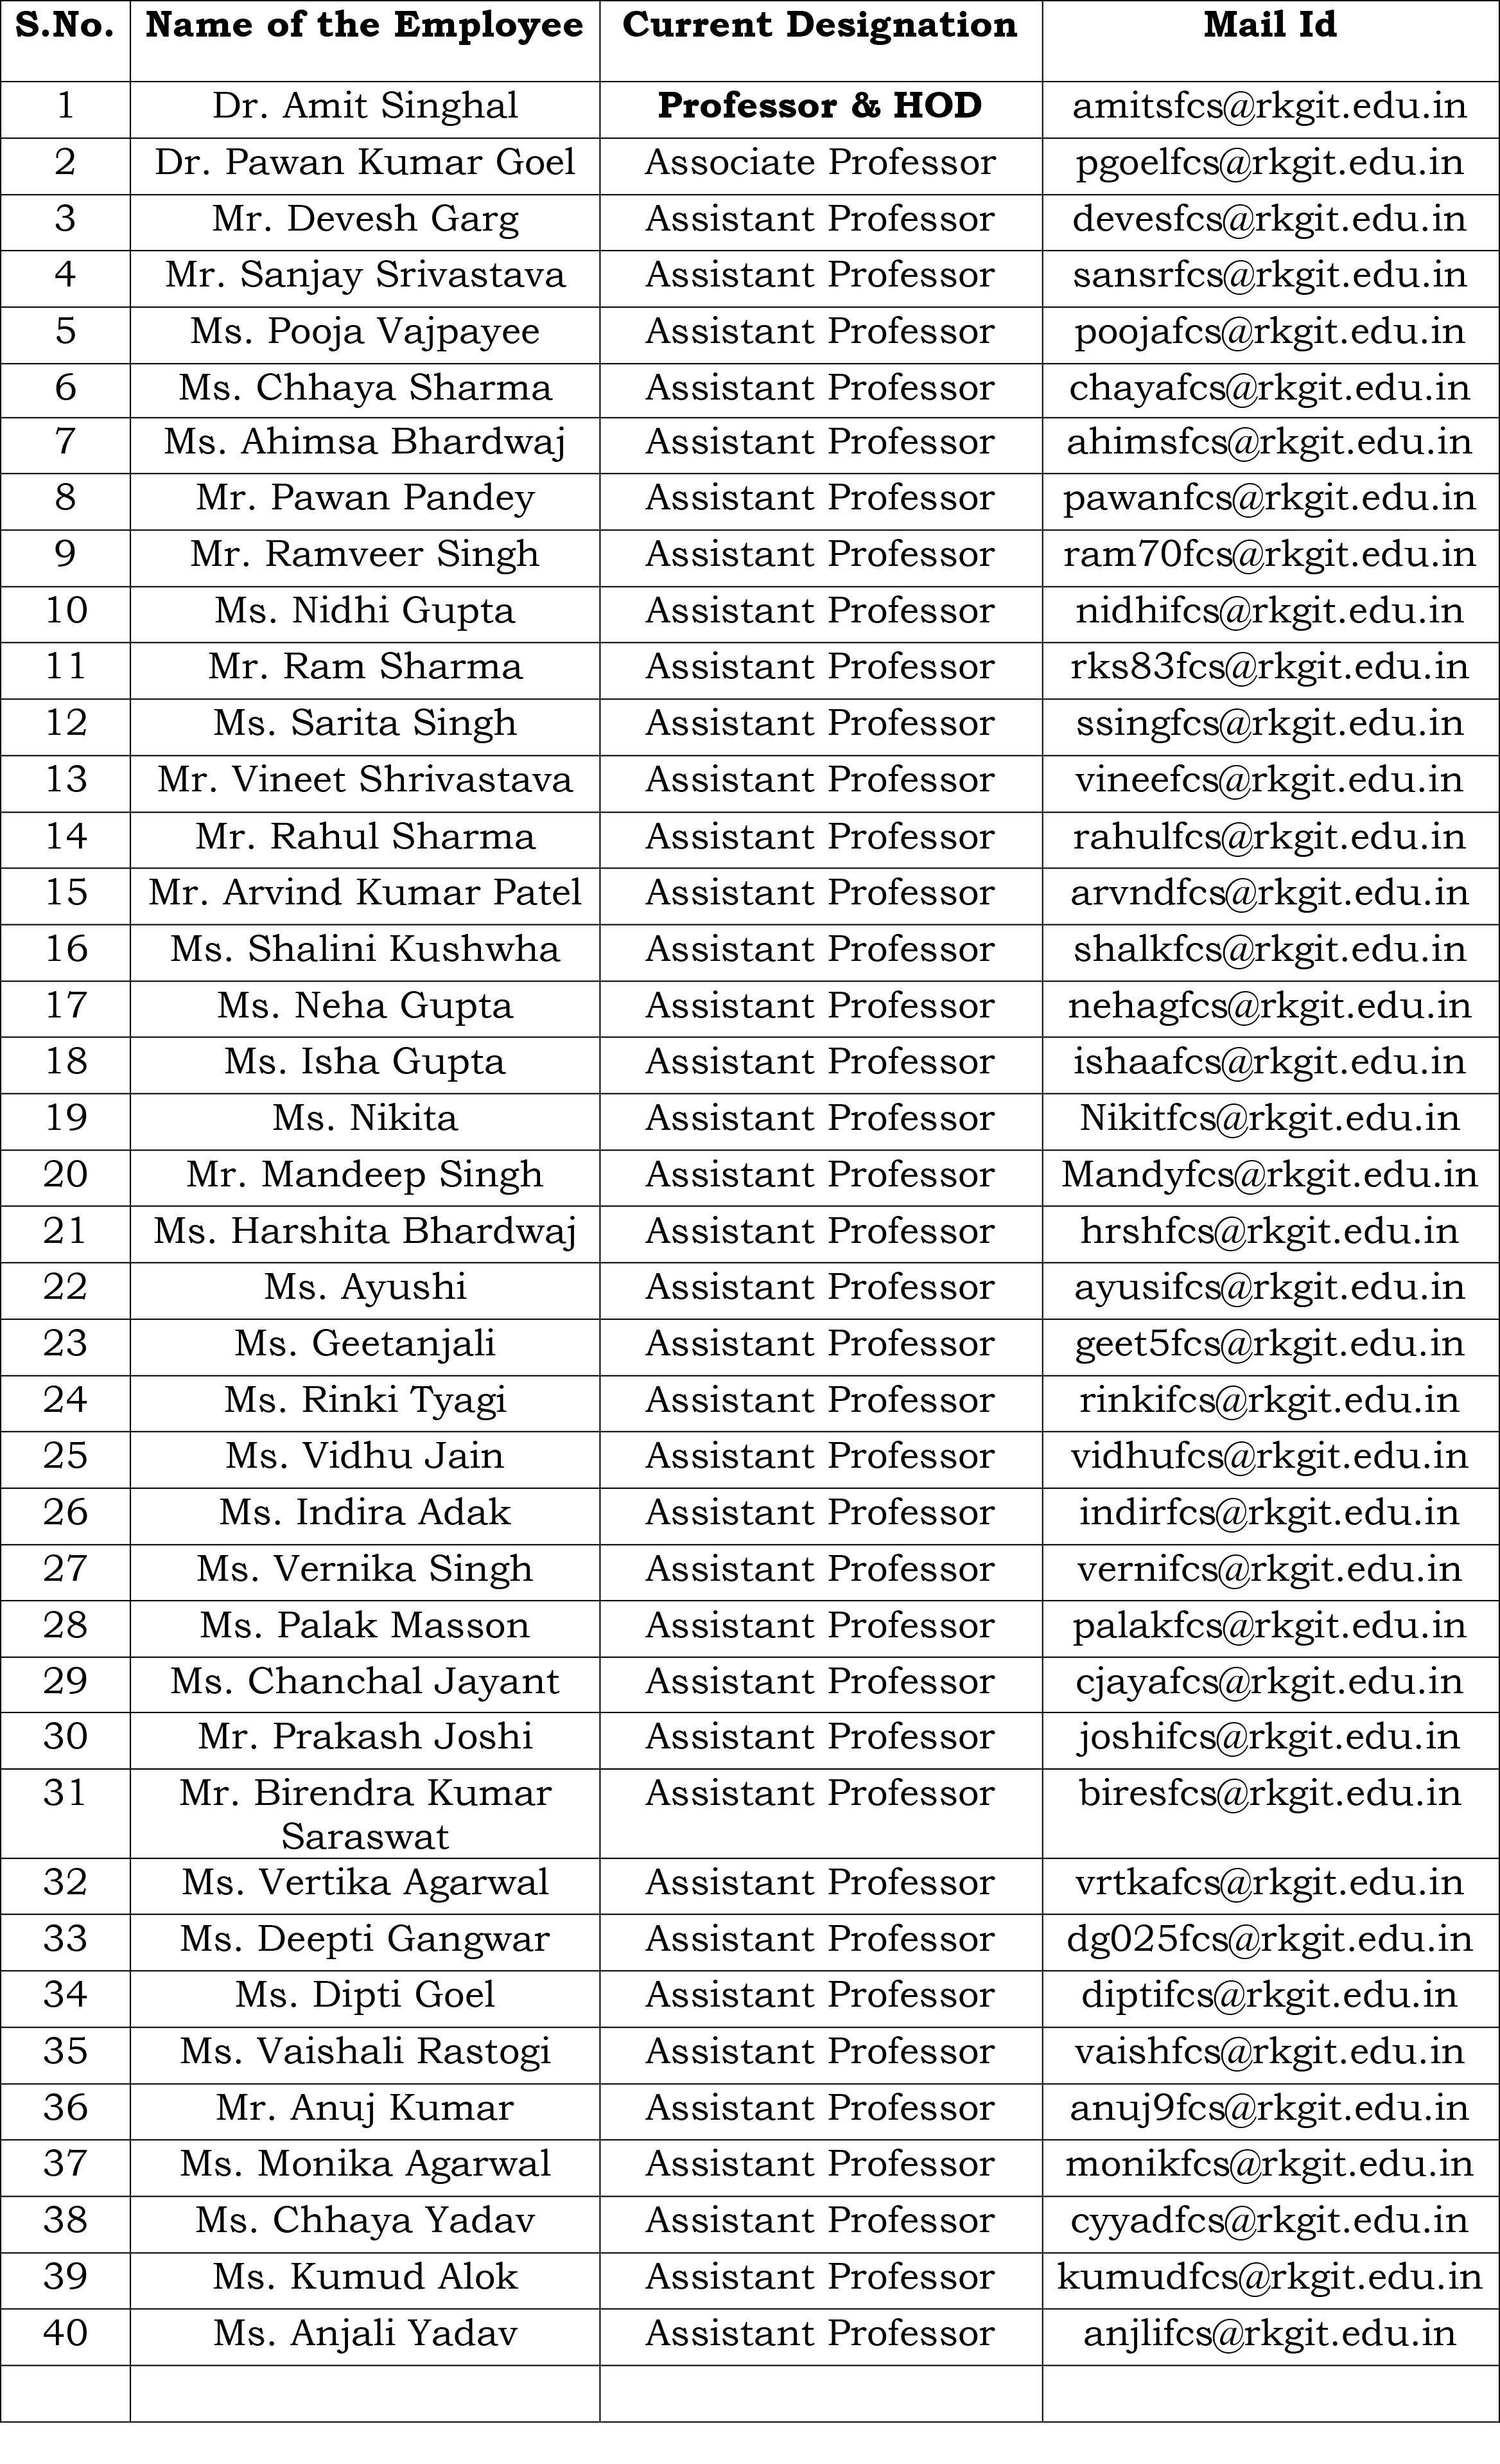 S.No. Name of the Employee Current Designation Mail Id
1 Dr. Amit Singhal Professor & HOD amitsfcs@rkgit.edu.in
2 Dr. Pawan Kumar Goel Associate Professor pgoelfcs@rkgit.edu.in
3 Mr. Devesh Garg Assistant Professor devesfcs@rkgit.edu.in
4 Mr. Sanjay Srivastava Assistant Professor sansrfcs@rkgit.edu.in
5 Ms. Pooja Vajpayee Assistant Professor poojafcs@rkgit.edu.in
6 Ms. Chhaya Sharma Assistant Professor chayafcs@rkgit.edu.in
7 Ms. Ahimsa Bhardwaj Assistant Professor ahimsfcs@rkgit.edu.in
8 Mr. Pawan Pandey Assistant Professor pawanfcs@rkgit.edu.in
9 Mr. Ramveer Singh Assistant Professor ram70fcs@rkgit.edu.in
10 Ms. Nidhi Gupta Assistant Professor nidhifcs@rkgit.edu.in
11 Mr. Ram Sharma Assistant Professor rks83fcs@rkgit.edu.in
12 Ms. Sarita Singh Assistant Professor ssingfcs@rkgit.edu.in
13 Mr. Vineet Shrivastava Assistant Professor vineefcs@rkgit.edu.in
14 Mr. Rahul Sharma Assistant Professor rahulfcs@rkgit.edu.in
15 Mr. Arvind Kumar Patel Assistant Professor arvndfcs@rkgit.edu.in
16 Ms. Shalini Kushwha Assistant Professor shalkfcs@rkgit.edu.in
17 Ms. Neha Gupta Assistant Professor nehagfcs@rkgit.edu.in
18 Ms. Isha Gupta Assistant Professor ishaafcs@rkgit.edu.in
19 Ms. Nikita Assistant Professor Nikitfcs@rkgit.edu.in
20 Mr. Mandeep Singh Assistant Professor Mandyfcs@rkgit.edu.in
21 Ms. Harshita Bhardwaj Assistant Professor hrshfcs@rkgit.edu.in
22 Ms. Ayushi Assistant Professor ayusifcs@rkgit.edu.in
23 Ms. Geetanjali Assistant Professor geet5fcs@rkgit.edu.in
24 Ms. Rinki Tyagi Assistant Professor rinkifcs@rkgit.edu.in
25 Ms. Vidhu Jain Assistant Professor vidhufcs@rkgit.edu.in
26 Ms. Indira Adak Assistant Professor indirfcs@rkgit.edu.in
27 Ms. Vernika Singh Assistant Professor vernifcs@rkgit.edu.in
28 Ms. Palak Masson Assistant Professor palakfcs@rkgit.edu.in
29 Ms. Chanchal Jayant Assistant Professor cjayafcs@rkgit.edu.in
30 Mr. Prakash Joshi Assistant Professor joshifcs@rkgit.edu.in
31 Mr. Birendra Kumar Assistant Professor biresfcs@rkgit.edu.in
Saraswat
32 Ms. Vertika Agarwal Assistant Professor vrtkafcs@rkgit.edu.in
33 Ms. Deepti Gangwar Assistant Professor dg025fcs@rkgit.edu.in
34 Ms. Dipti Goel Assistant Professor diptifcs@rkgit.edu.in
35 Ms. Vaishali Rastogi Assistant Professor vaishfcs@rkgit.edu.in
36 Mr. Anuj Kumar Assistant Professor anuj9fcs@rkgit.edu.in
37 Ms. Monika Agarwal Assistant Professor monikfcs@rkgit.edu.in
38 Ms. Chhaya Yadav Assistant Professor cyyadfcs@rkgit.edu.in
39 Ms. Kumud Alok Assistant Professor kumudfcs@rkgit.edu.in
40 Ms. Anjali Yadav Assistant Professor anjlifcs@rkgit.edu.in